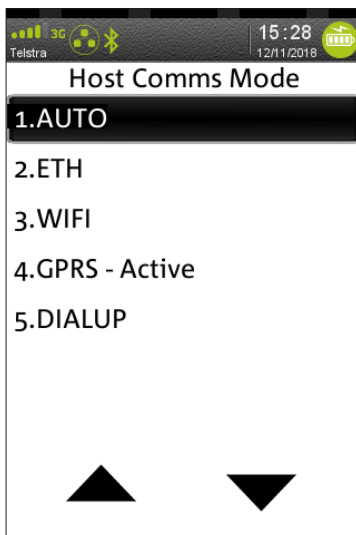 3G
Telstra
15:28
12/11/2018
Host Comms Mode
1.AUTO
2.ETH
3.WIFI
4.GPRS - Active
5.DIALUP